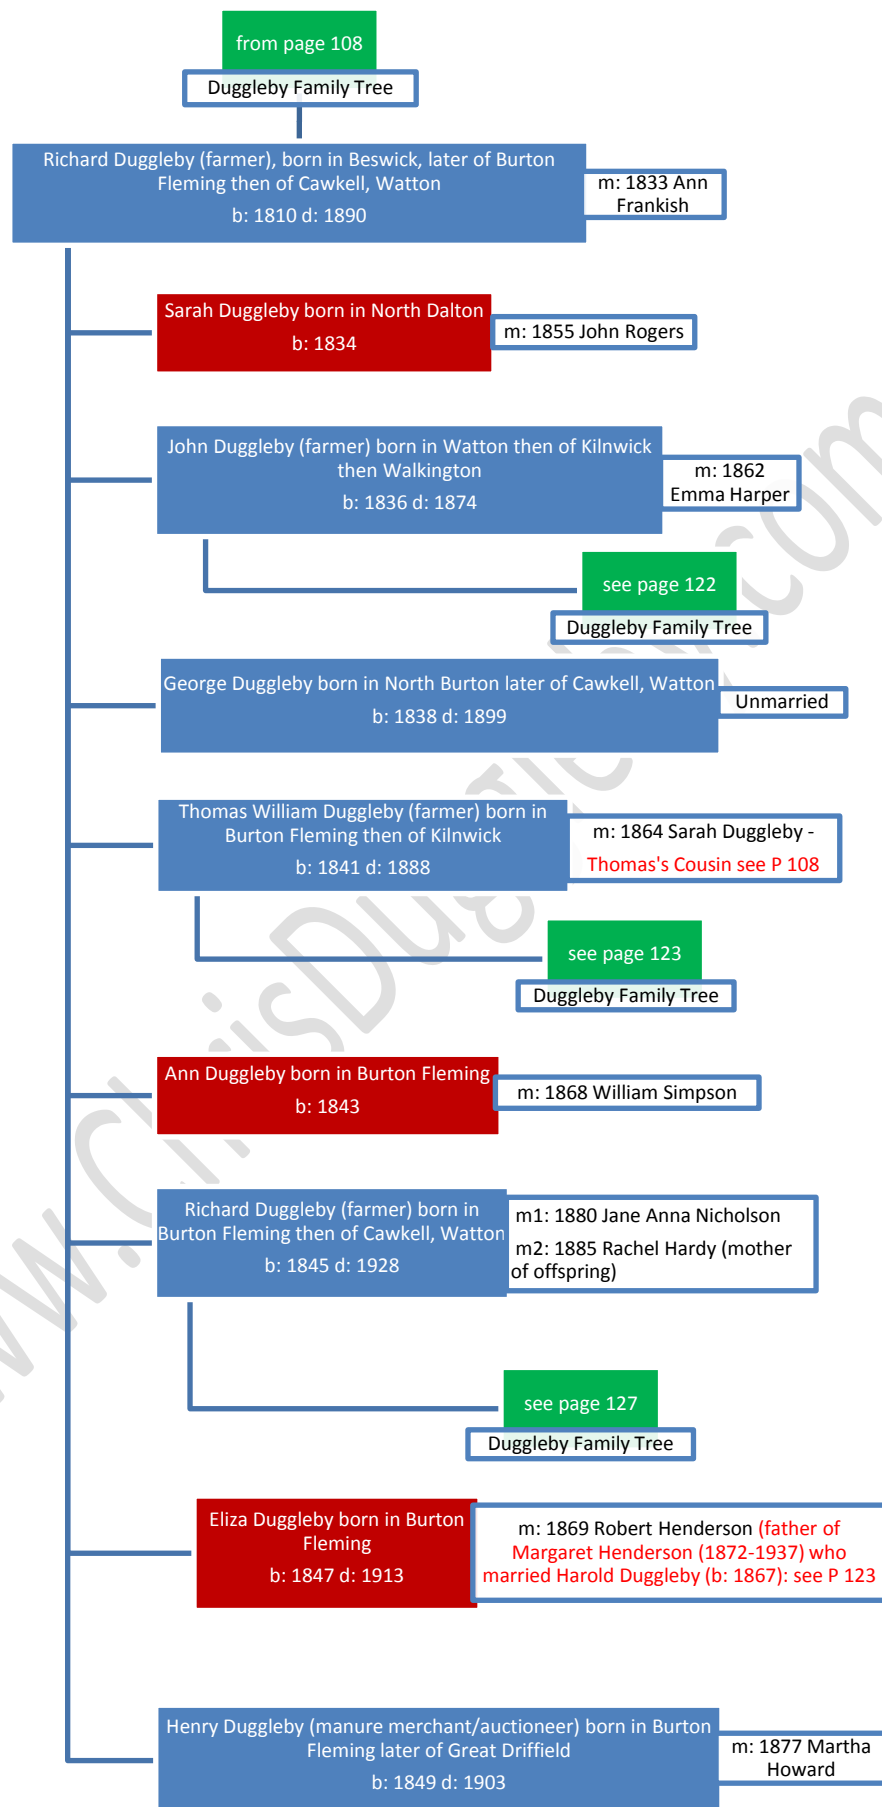 from page 108
Duggleby Family Tree
Richard Duggleby (farmer), born in Beswick, later of Burton
Fleming then of Cawkell, Watton
b: 1810 d: 1890
m: 1833 Ann
Frankish
Sarah Duggleby born in North Dalton
b: 1834
m: 1855 John Rogers
John Duggleby (farmer) born in Watton then of Kilnwick
then Walkington
b: 1836 d: 1874
m: 1862
Emma Harper
see page 122
Duggleby Family Tree
George Duggleby born in North Burton later of Cawkell, Watton
b: 1838 d: 1899
Unmarried
Thomas William Duggleby (farmer) born in
Burton Fleming then of Kilnwick
b: 1841 d: 1888
m: 1864 Sarah Duggleby -
Thomas's Cousin see P 108
see page 123
Duggleby Family Tree
Ann Duggleby born in Burton Fleming
b: 1843
m: 1868 William Simpson
Richard Duggleby (farmer) born in
Burton Fleming then of Cawkell, Watton
b: 1845 d: 1928
m1: 1880 Jane Anna Nicholson
m2: 1885 Rachel Hardy (mother
of offspring)
see page 127
Duggleby Family Tree
Eliza Duggleby born in Burton
Fleming
b: 1847 d: 1913
m: 1869 Robert Henderson (father of
Margaret Henderson (1872-1937) who
married Harold Duggleby (b: 1867): see P 123
Henry Duggleby (manure merchant/auctioneer) born in Burton
Fleming later of Great Driffield
b: 1849 d: 1903
m: 1877 Martha
Howard